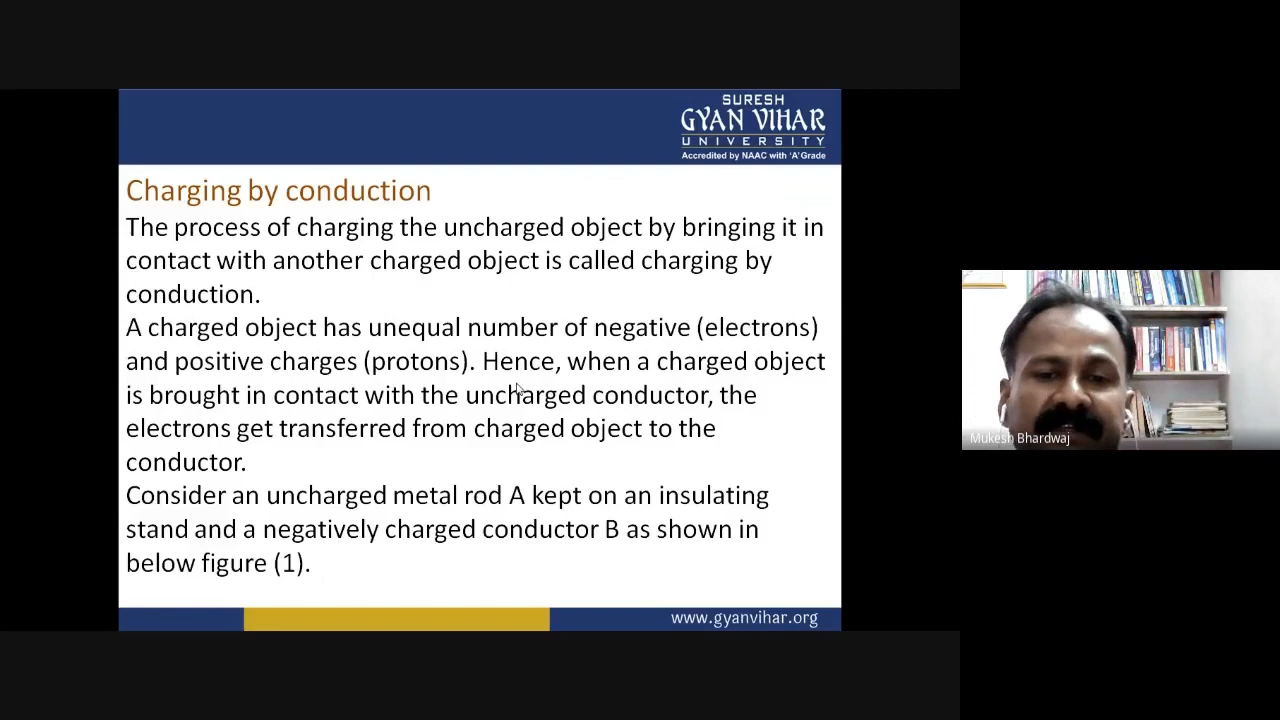 SURESH
GYAN VIHAR
UNIVERSITY
Accredited by NAAC with 'A' Grade
Charging by conduction
The process of charging the uncharged object by bringing it in
contact with another charged object is called charging by
conduction.
A charged object has unequal number of negative (electrons)
and positive charges (protons). Hence, when a charged object
is brought in contact with the uncharged conductor, the
electrons get transferred from charged object to the
conductor.
Consider an uncharged metal rod A kept on an insulating
stand and a negatively charged conductor B as shown in
below figure (1).
www.gyanvihar.org
Mukesh Bhardwaj